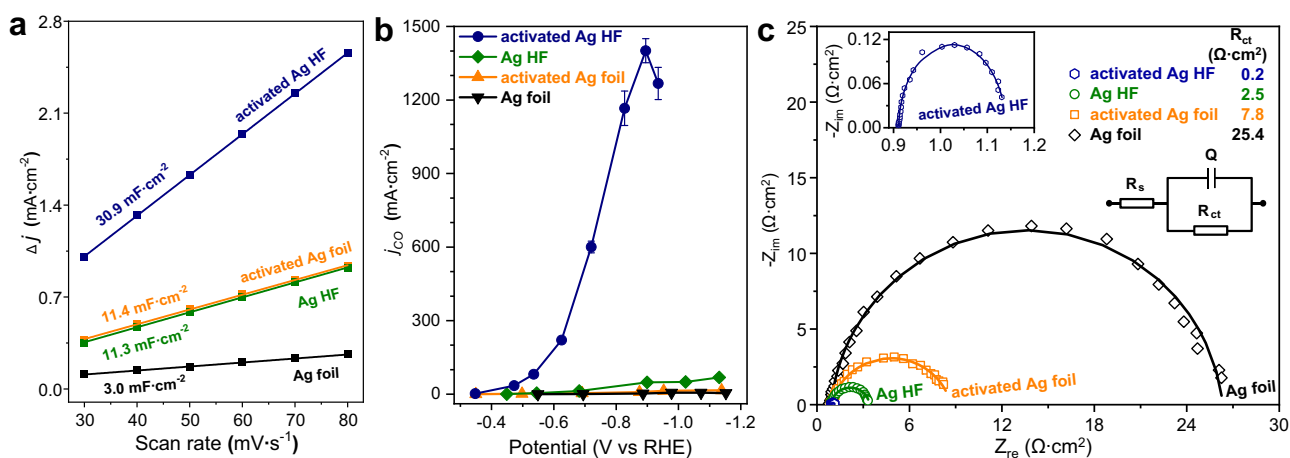 a
2.8
2.1
1.4
0.7
0.0
Δ j (mA·cm-2)
30 40 50 60 70 80
Scan rate (mV·s-1)
activated Ag HF
30.9 mF·cm-2
activated Ag foil
11.4 mF·cm-2
Ag HF
11.3 mF·cm-2
Ag foil
3.0 mF·cm-2
b
1500
1200
900
600
300
0
jCO (mA·cm-2)
-0.4 -0.6 -0.8 -1.0 -1.2
Potential (V vs RHE)
activated Ag HF
Ag HF
activated Ag foil
Ag foil
c
25
20
15
10
5
0
-Zim (Ω·cm2)
0 6 12 18 24 30
Zre (Ω·cm2)
0.12
0.06
0.00
-Zim (Ω·cm2)
0.9 1.0 1.1 1.2
activated Ag HF
Rct
(Ω·cm2)
activated Ag HF 0.2
Ag HF 2.5
activated Ag foil 7.8
Ag foil 25.4
Q
Rs
Rct
Ag HF
activated Ag foil
Ag foil